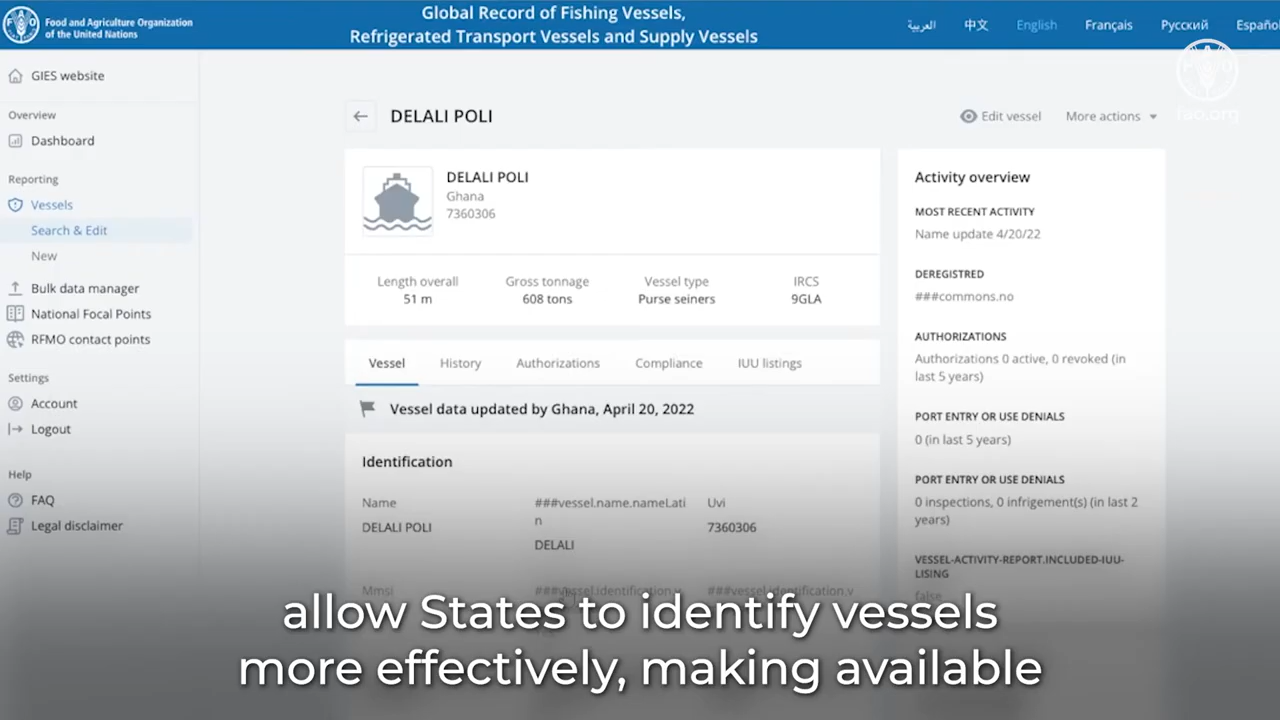 Food and Agriculture Organization
of the United Nations
Global Record of Fishing Vessels,
Refrigerated Transport Vessels and Supply Vessels
العربية
中文
English
Français
Русский
Españo
FAO
fao.org
GIES website
Overview
Dashboard
Reporting
Vessels
Search & Edit
New
Bulk data manager
National Focal Points
RFMO contact points
Settings
Account
Logout
Help
FAQ
Legal disclaimer
DELALI POLI
Edit vessel
More actions
DELALI POLI
Ghana
7360306
Length overall
51 m
Gross tonnage
608 tons
Vessel type
Purse seiners
IRCS
9GLA
Vessel
History
Authorizations
Compliance
IUU listings
Vessel data updated by Ghana, April 20, 2022
Identification
Name
DELALI POLI
###vessel.name.nameLati
n
DELALI
Uvi
7360306
Mmsi
###vessel.identification.v
###vessel.identification.v
Activity overview
MOST RECENT ACTIVITY
Name update 4/20/22
DEREGISTRED
###commons.no
AUTHORIZATIONS
Authorizations 0 active, 0 revoked (in
last 5 years)
PORT ENTRY OR USE DENIALS
0 (in last 5 years)
PORT ENTRY OR USE DENIALS
0 inspections, 0 infrigement(s) (in last 2
years)
VESSEL-ACTIVITY-REPORT.INCLUDED-IUU-
LISING
false
allow States to identify vessels
more effectively, making available